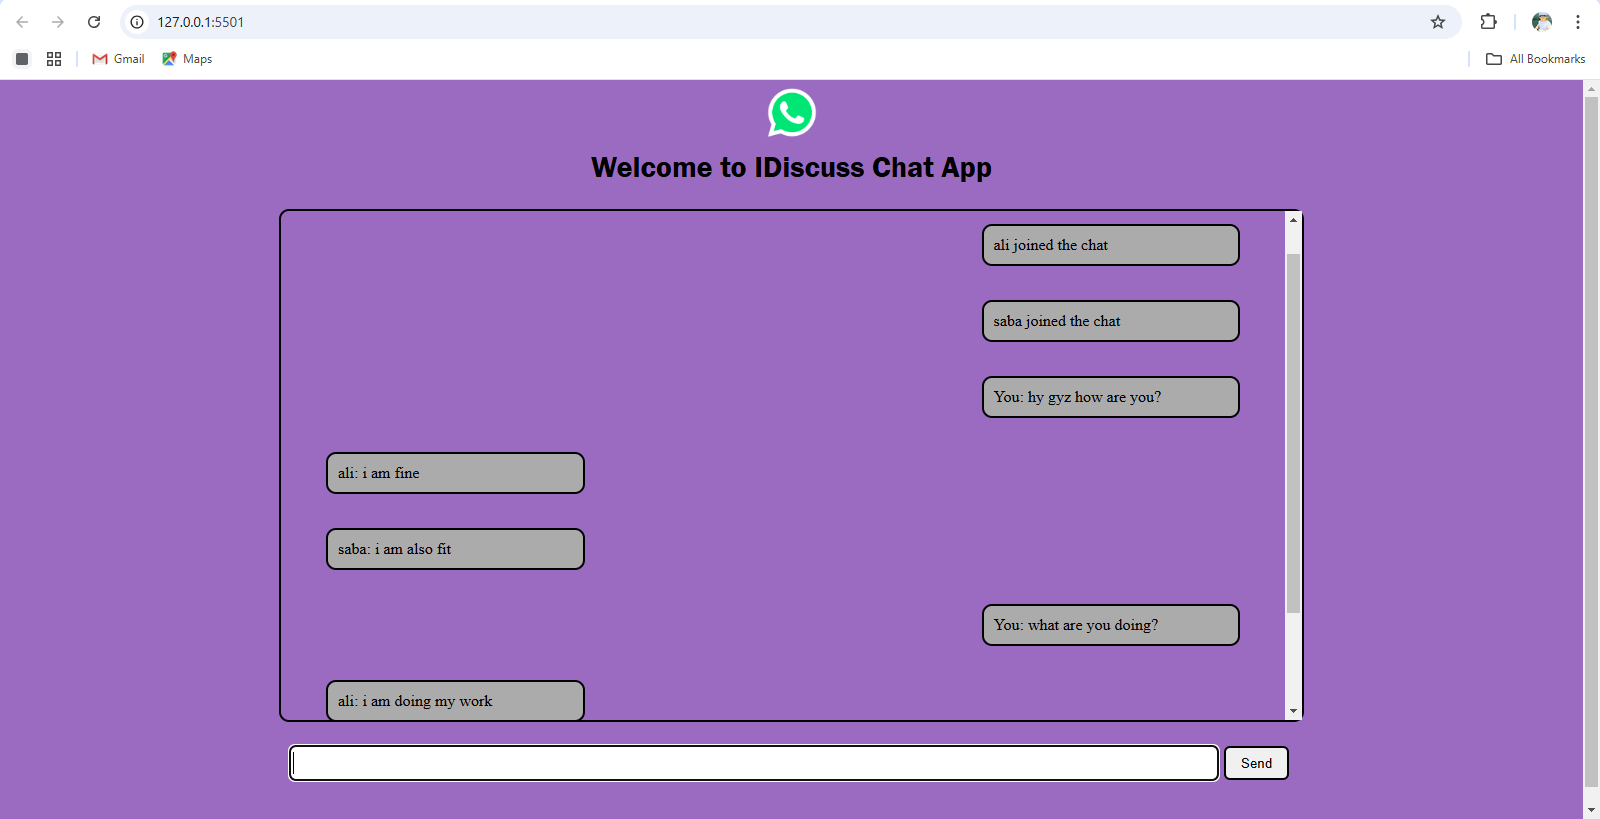 127.0.0.1:5501
Gmail
Maps
All Bookmarks
Welcome to IDiscuss Chat App
ali joined the chat
saba joined the chat
You: hy gyz how are you?
ali: i am fine
saba: i am also fit
You: what are you doing?
ali: i am doing my work
Send